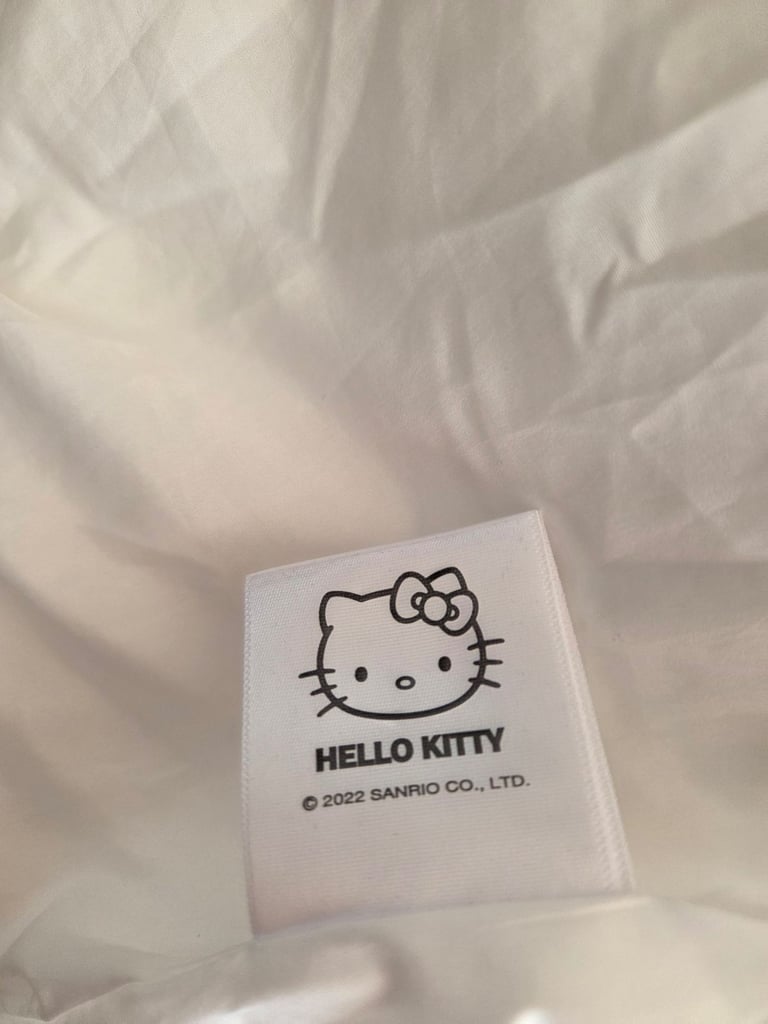 HELLO KITTY
© 2022 SANRIO CO., LTD.